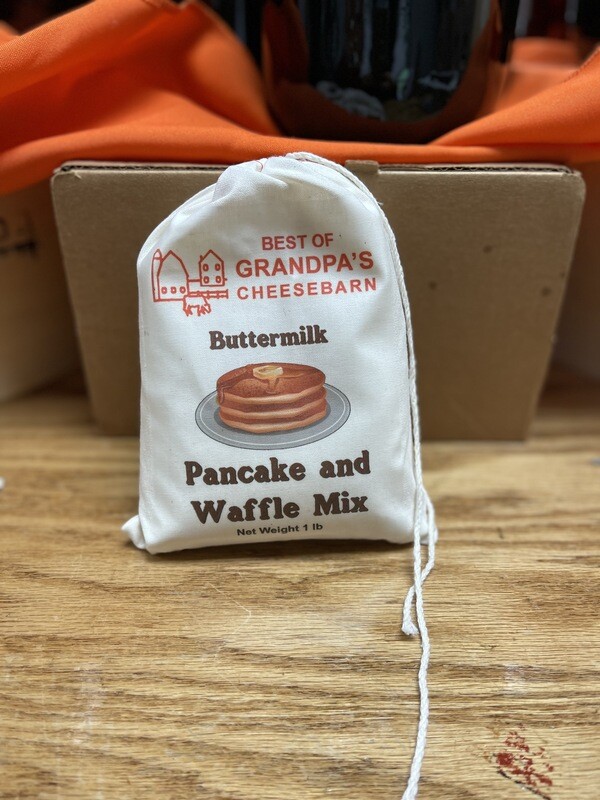 BEST OF
GRANDPA'S
CHEESEBARN
Buttermilk
Pancake and
Waffle Mix
Net Weight 1 lb